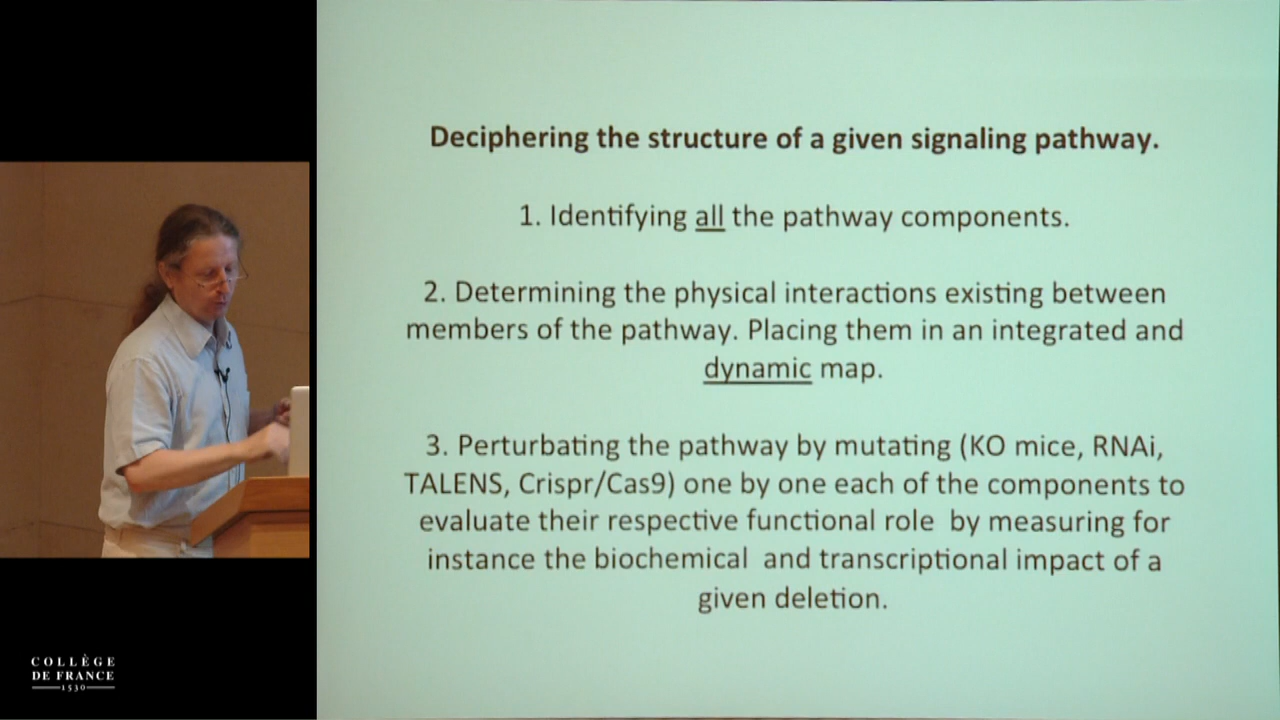 Deciphering the structure of a given signaling pathway.
1. Identifying all the pathway components.
2. Determining the physical interactions existing between
members of the pathway. Placing them in an integrated and
dynamic map.
3. Perturbating the pathway by mutating (KO mice, RNAi,
TALENS, Crispr/Cas9) one by one each of the components to
evaluate their respective functional role by measuring for
instance the biochemical and transcriptional impact of a
given deletion.
COLLÈGE
DE FRANCE
1530